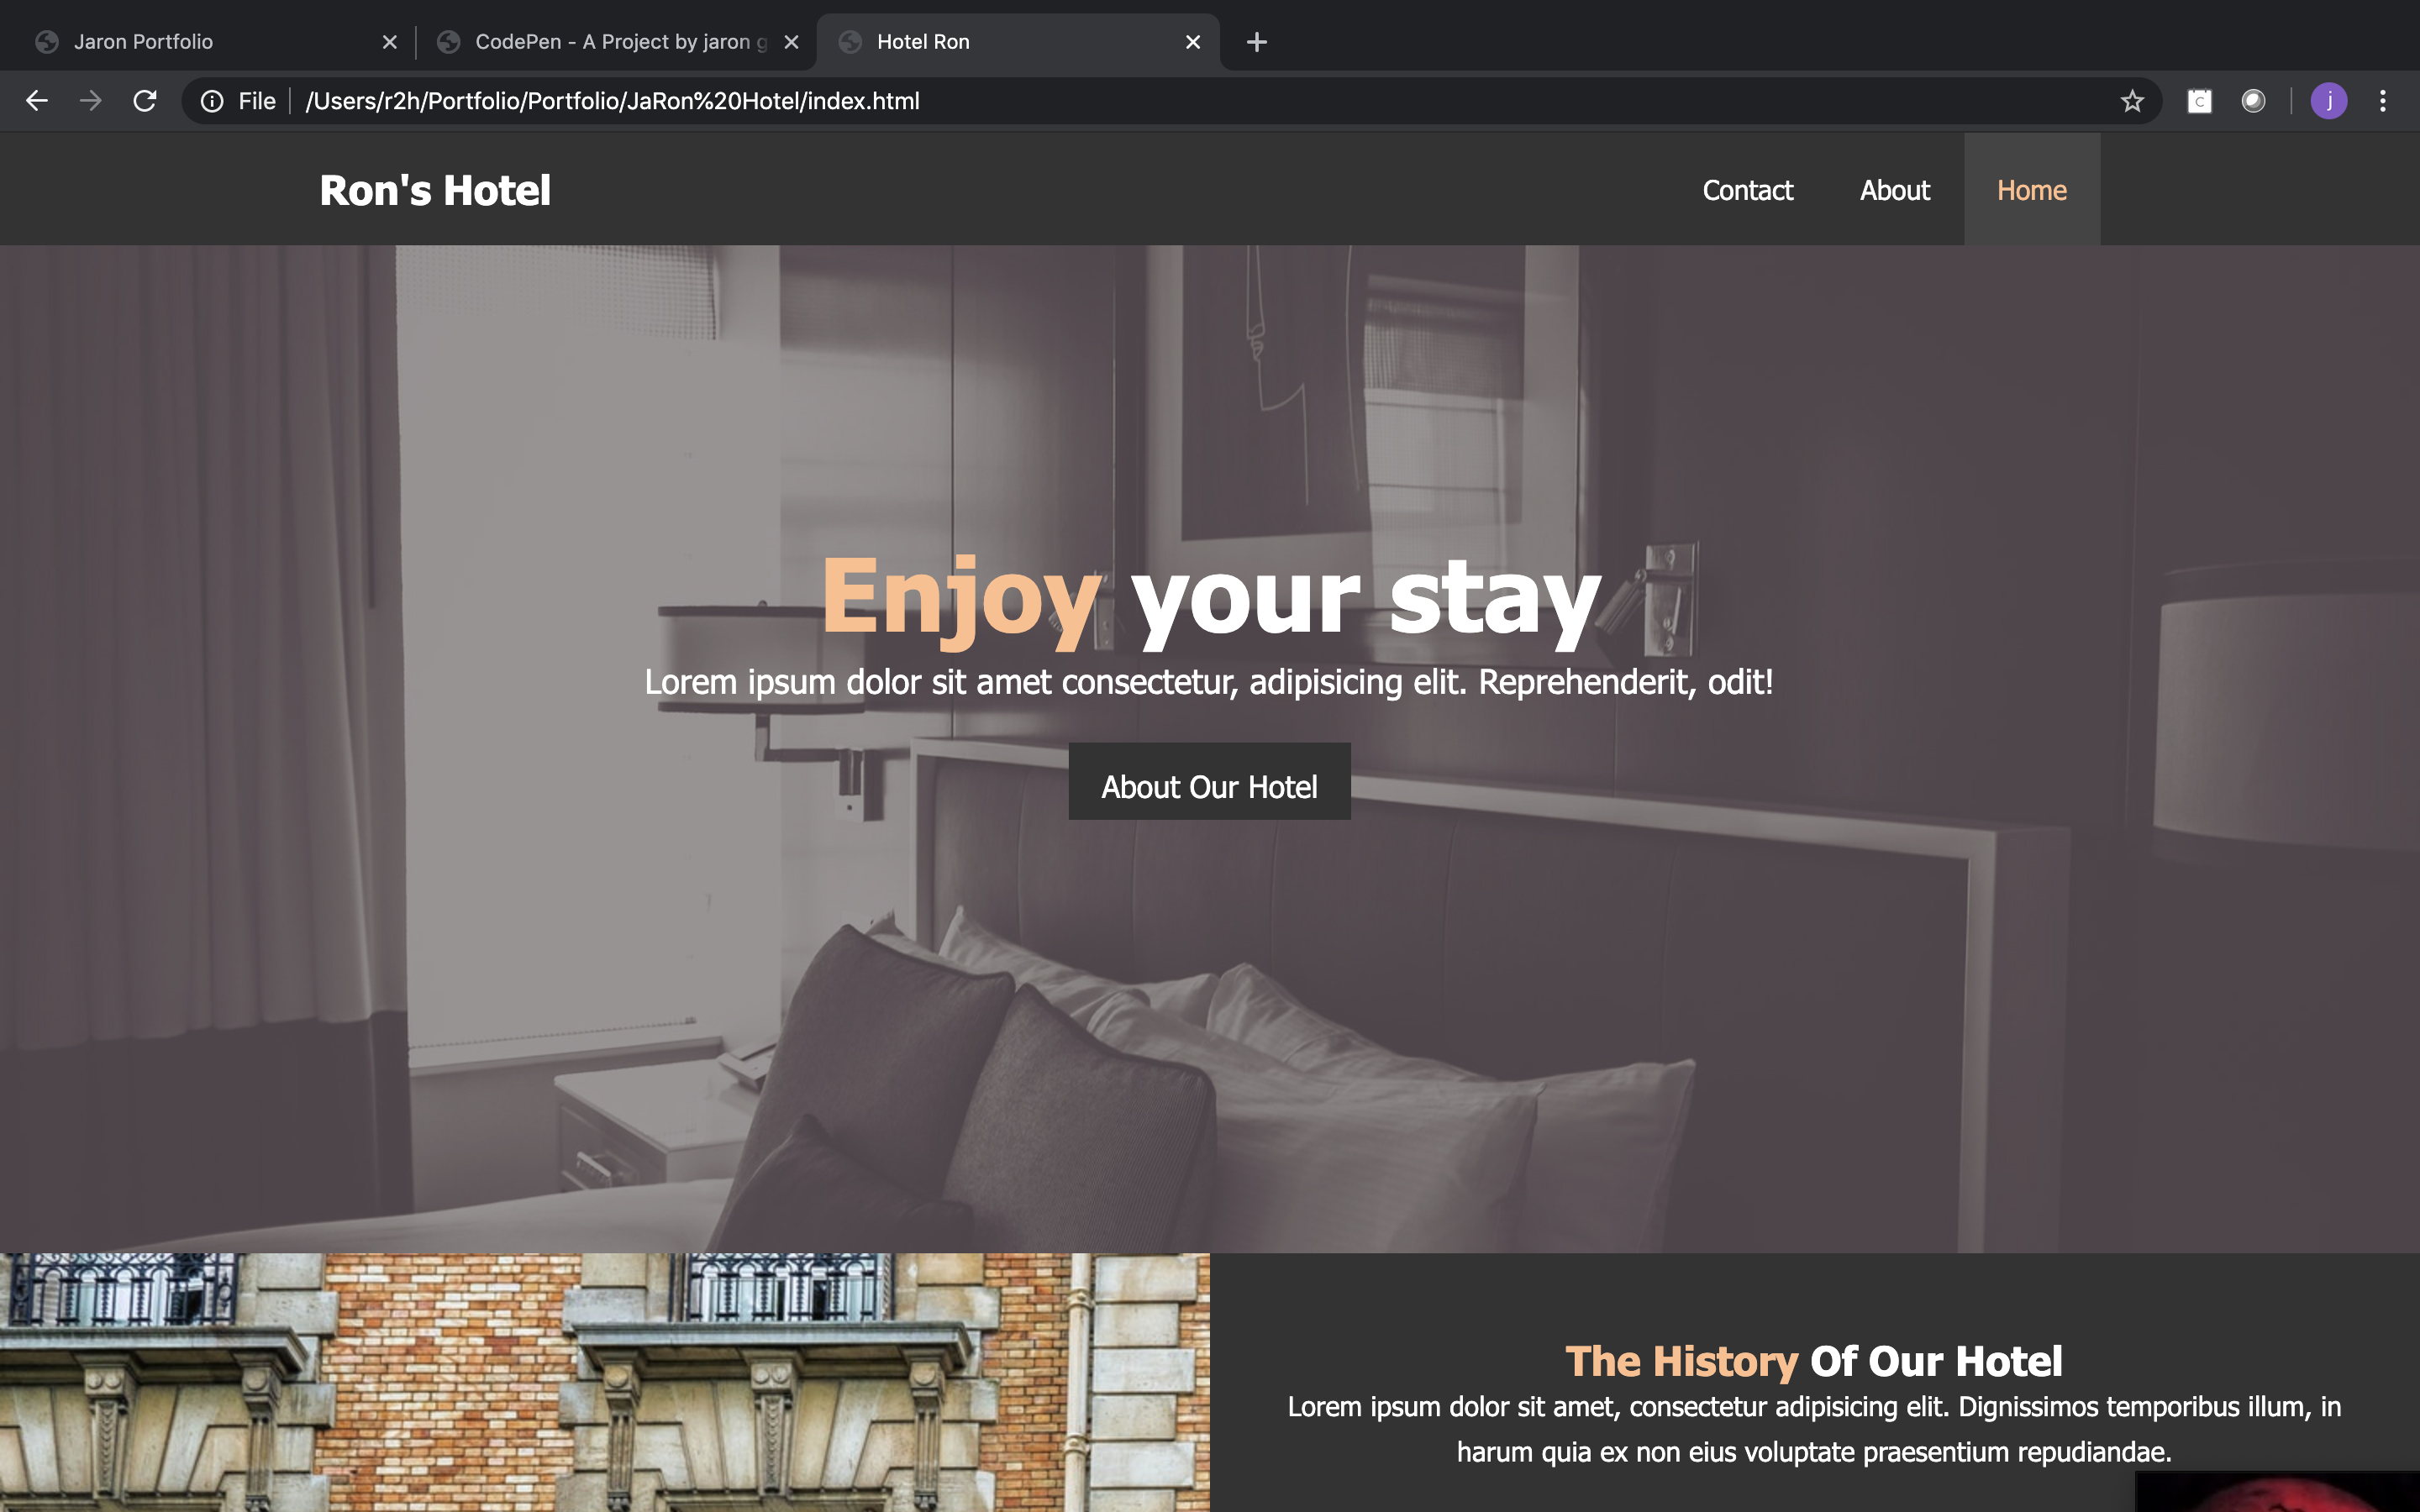 Jaron Portfolio
CodePen - A Project by jaron g
Hotel Ron
File
/Users/r2h/Portfolio/Portfolio/JaRon%20Hotel/index.html
j
Ron's Hotel
Contact
About
Home
Enjoy your stay
Lorem ipsum dolor sit amet consectetur, adipisicing elit. Reprehenderit, odit!
About Our Hotel
The History Of Our Hotel
Lorem ipsum dolor sit amet, consectetur adipisicing elit. Dignissimos temporibus illum, in
harum quia ex non eius voluptate praesentium repudiandae.